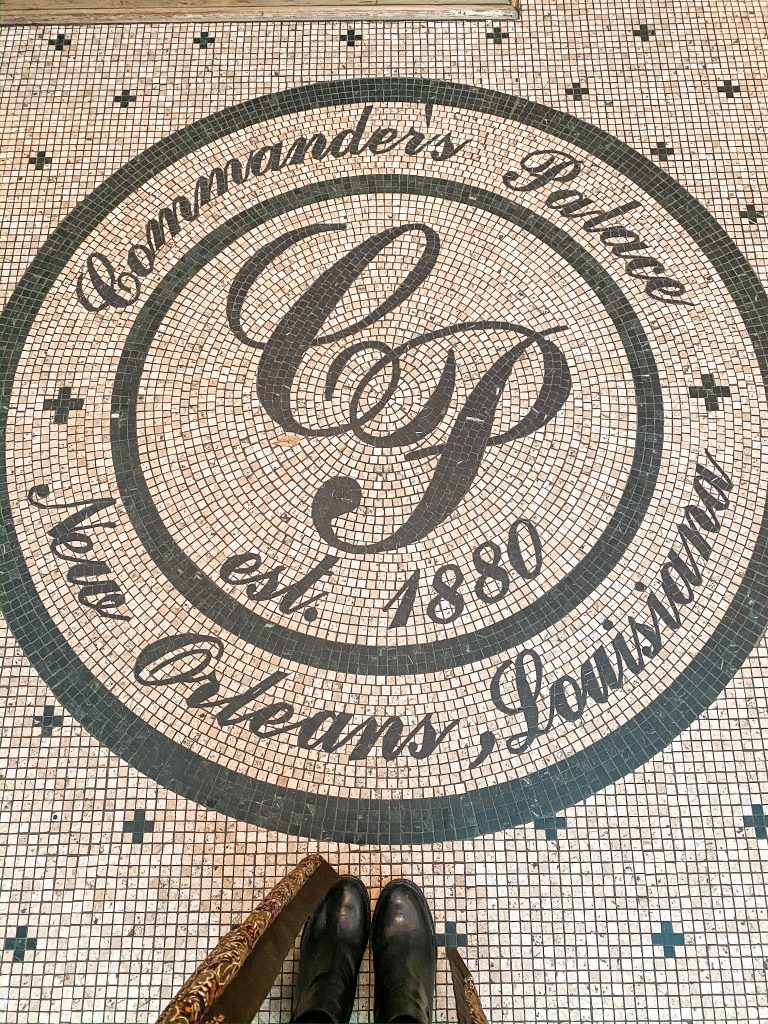 Commander's Palace
CP
est. 1880
New Orleans, Louisiana